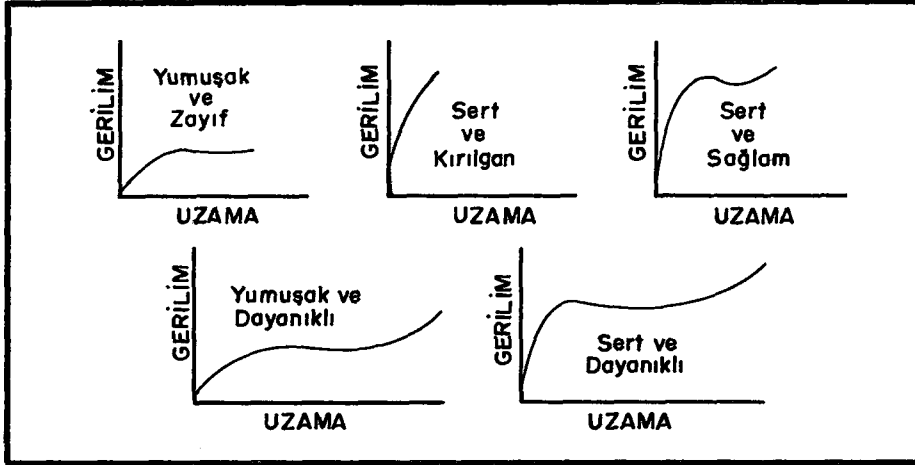 GERİLİM
Yumuşak
ve
Zayıf
UZAMA
GERİLİM
Sert
ve
Kırılgan
UZAMA
GERİLİM
Sert
ve
Sağlam
UZAMA
GERİLİM
Yumuşak ve
Dayanıklı
UZAMA
GERİLİM
Sert ve
Dayanıklı
UZAMA